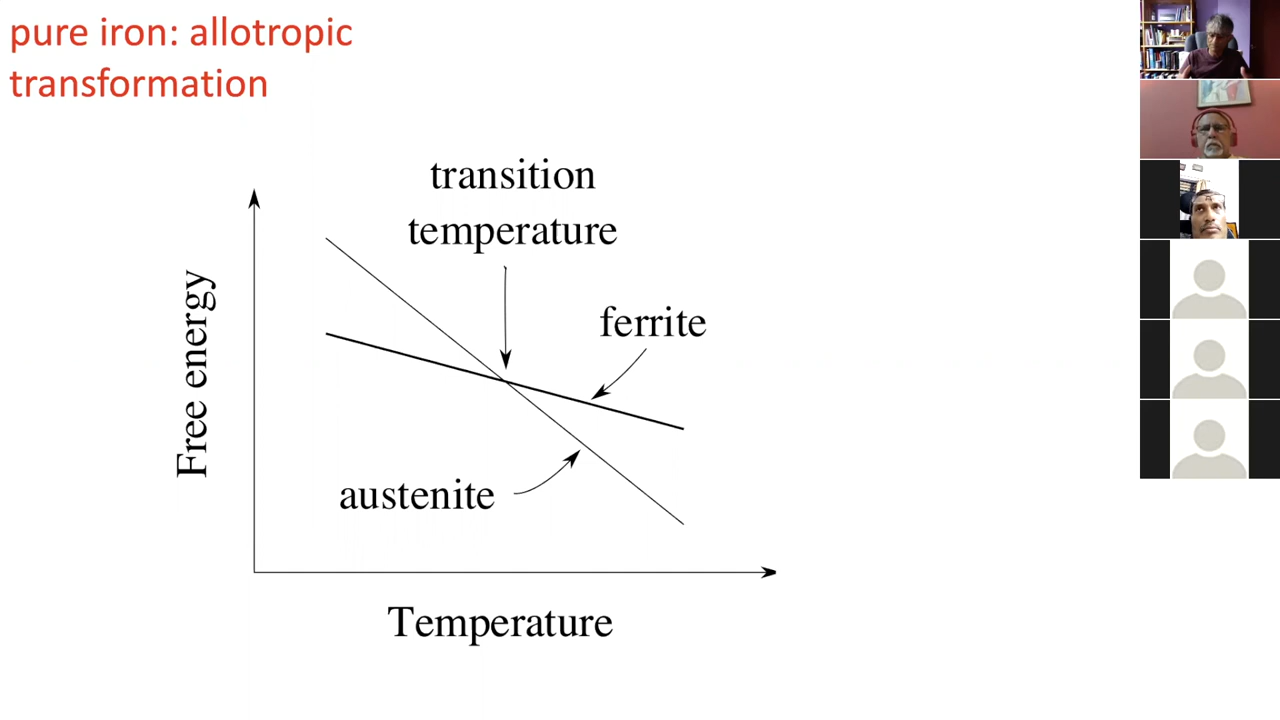 pure iron: allotropic
transformation
transition
temperature
ferrite
Free energy
austenite
Temperature